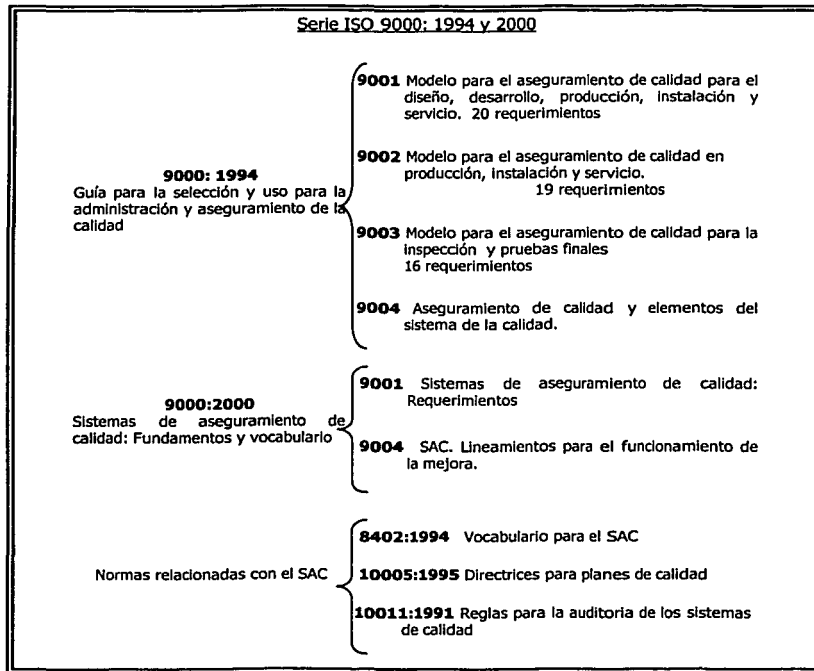 Serie ISO 9000: 1994 y 2000
9001 Modelo para el aseguramiento de calidad para el
diseño, desarrollo, producción, instalación y
servicio. 20 requerimientos
9002 Modelo para el aseguramiento de calidad en
producción, instalación y servicio.
19 requerimientos
9000: 1994
Guía para la selección y uso para la
administración y aseguramiento de la
calidad
9003 Modelo para el aseguramiento de calidad para la
inspección y pruebas finales
16 requerimientos
9004 Aseguramiento de calidad y elementos del
sistema de la calidad.
9000:2000
Sistemas de aseguramiento de
calidad: Fundamentos y vocabulario
9001 Sistemas de aseguramiento de calidad:
Requerimientos
9004 SAC. Lineamientos para el funcionamiento de
la mejora.
Normas relacionadas con el SAC
8402:1994 Vocabulario para el SAC
10005:1995 Directrices para planes de calidad
10011:1991 Reglas para la auditoria de los sistemas
de calidad